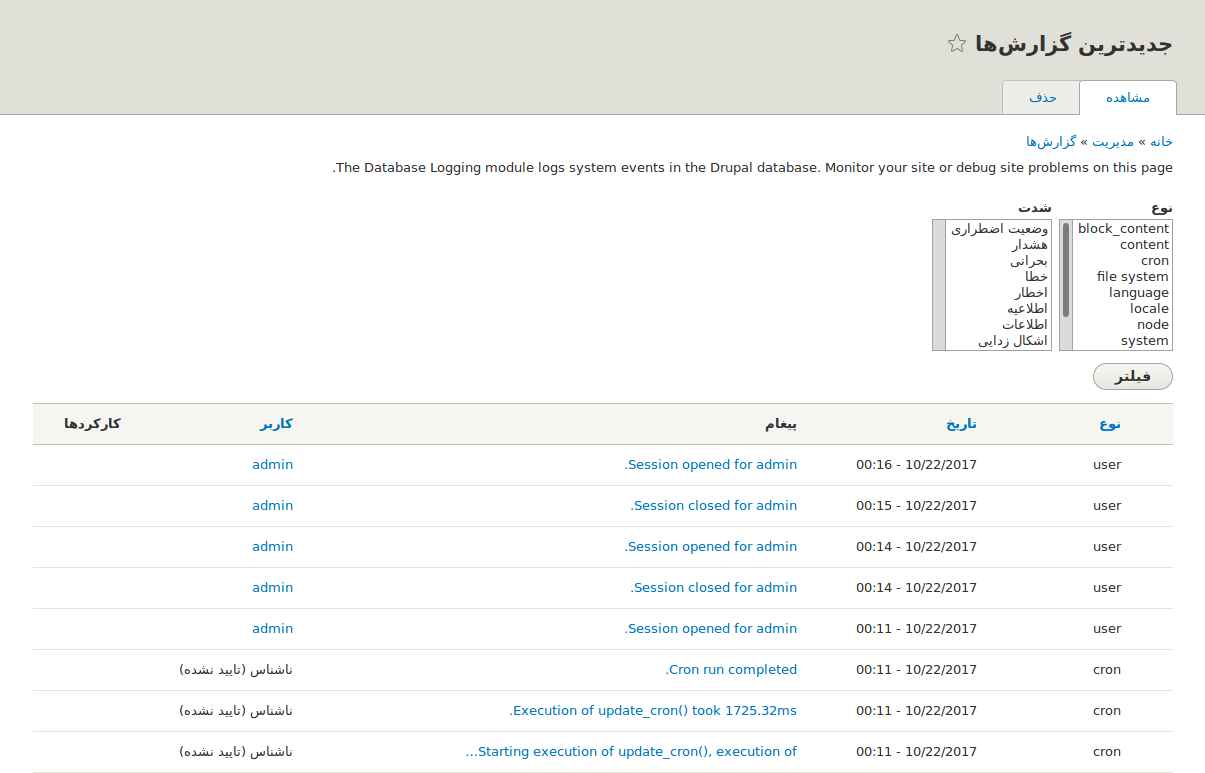 جدیدترین گزارش‌ها
مشاهده حذف
خانه » مدیریت » گزارش‌ها
The Database Logging module logs system events in the Drupal database. Monitor your site or debug site problems on this page.
نوع شدت
block_content وضعیت اضطراری
content هشدار
cron بحرانی
file system خطا
language اخطار
locale اطلاعیه
node اطلاعات
system اشکال زدایی
فیلتر
نوع تاریخ پیغام کاربر کارکردها
user 10/22/2017 - 00:16 Session opened for admin. admin
user 10/22/2017 - 00:15 Session closed for admin. admin
user 10/22/2017 - 00:14 Session opened for admin. admin
user 10/22/2017 - 00:14 Session closed for admin. admin
user 10/22/2017 - 00:11 Session opened for admin. admin
cron 10/22/2017 - 00:11 Cron run completed. ناشناس (تایید نشده)
cron 10/22/2017 - 00:11 Execution of update_cron() took 1725.32ms. ناشناس (تایید نشده)
cron 10/22/2017 - 00:11 Starting execution of update_cron(), execution of… ناشناس (تایید نشده)